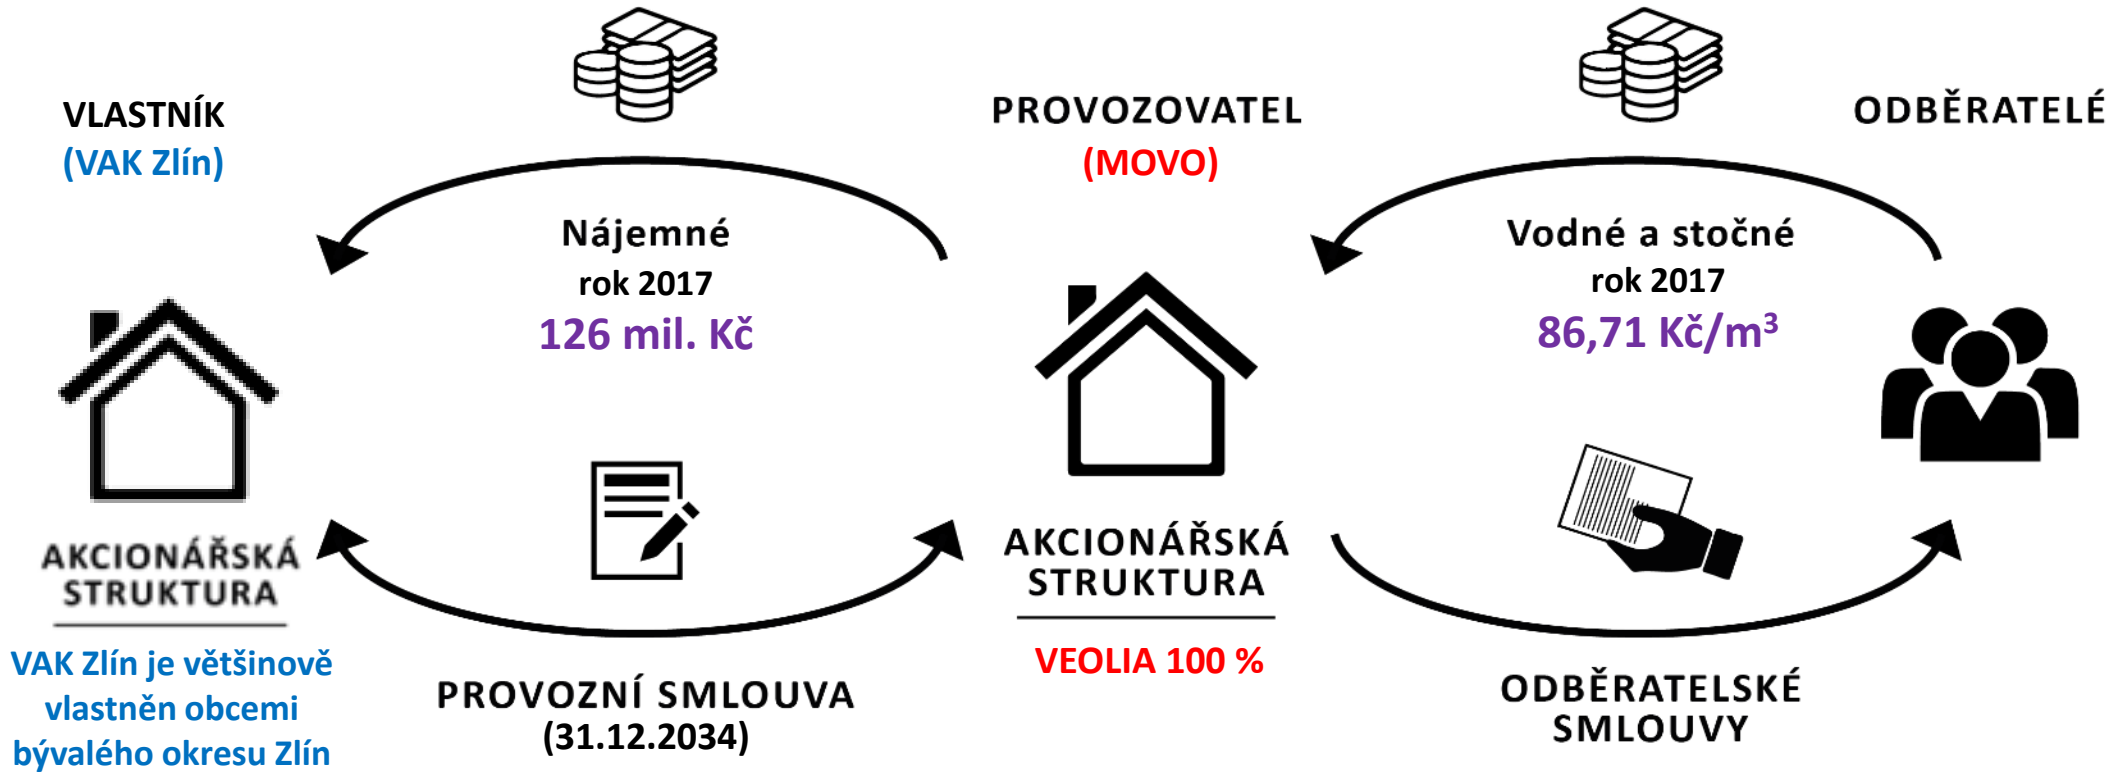 VLASTNÍK
(VAK Zlín)
Nájemné
rok 2017
126 mil. Kč
AKCIONÁŘSKÁ
STRUKTURA
VAK Zlín je většinově
vlastněn obcemi
bývalého okresu Zlín
PROVOZNÍ SMLOUVA
(31.12.2034)
PROVOZOVATEL
(MOVO)
AKCIONÁŘSKÁ
STRUKTURA
VEOLIA 100 %
Vodné a stočné
rok 2017
86,71 Kč/m³
ODBĚRATELÉ
ODBĚRATELSKÉ
SMLOUVY